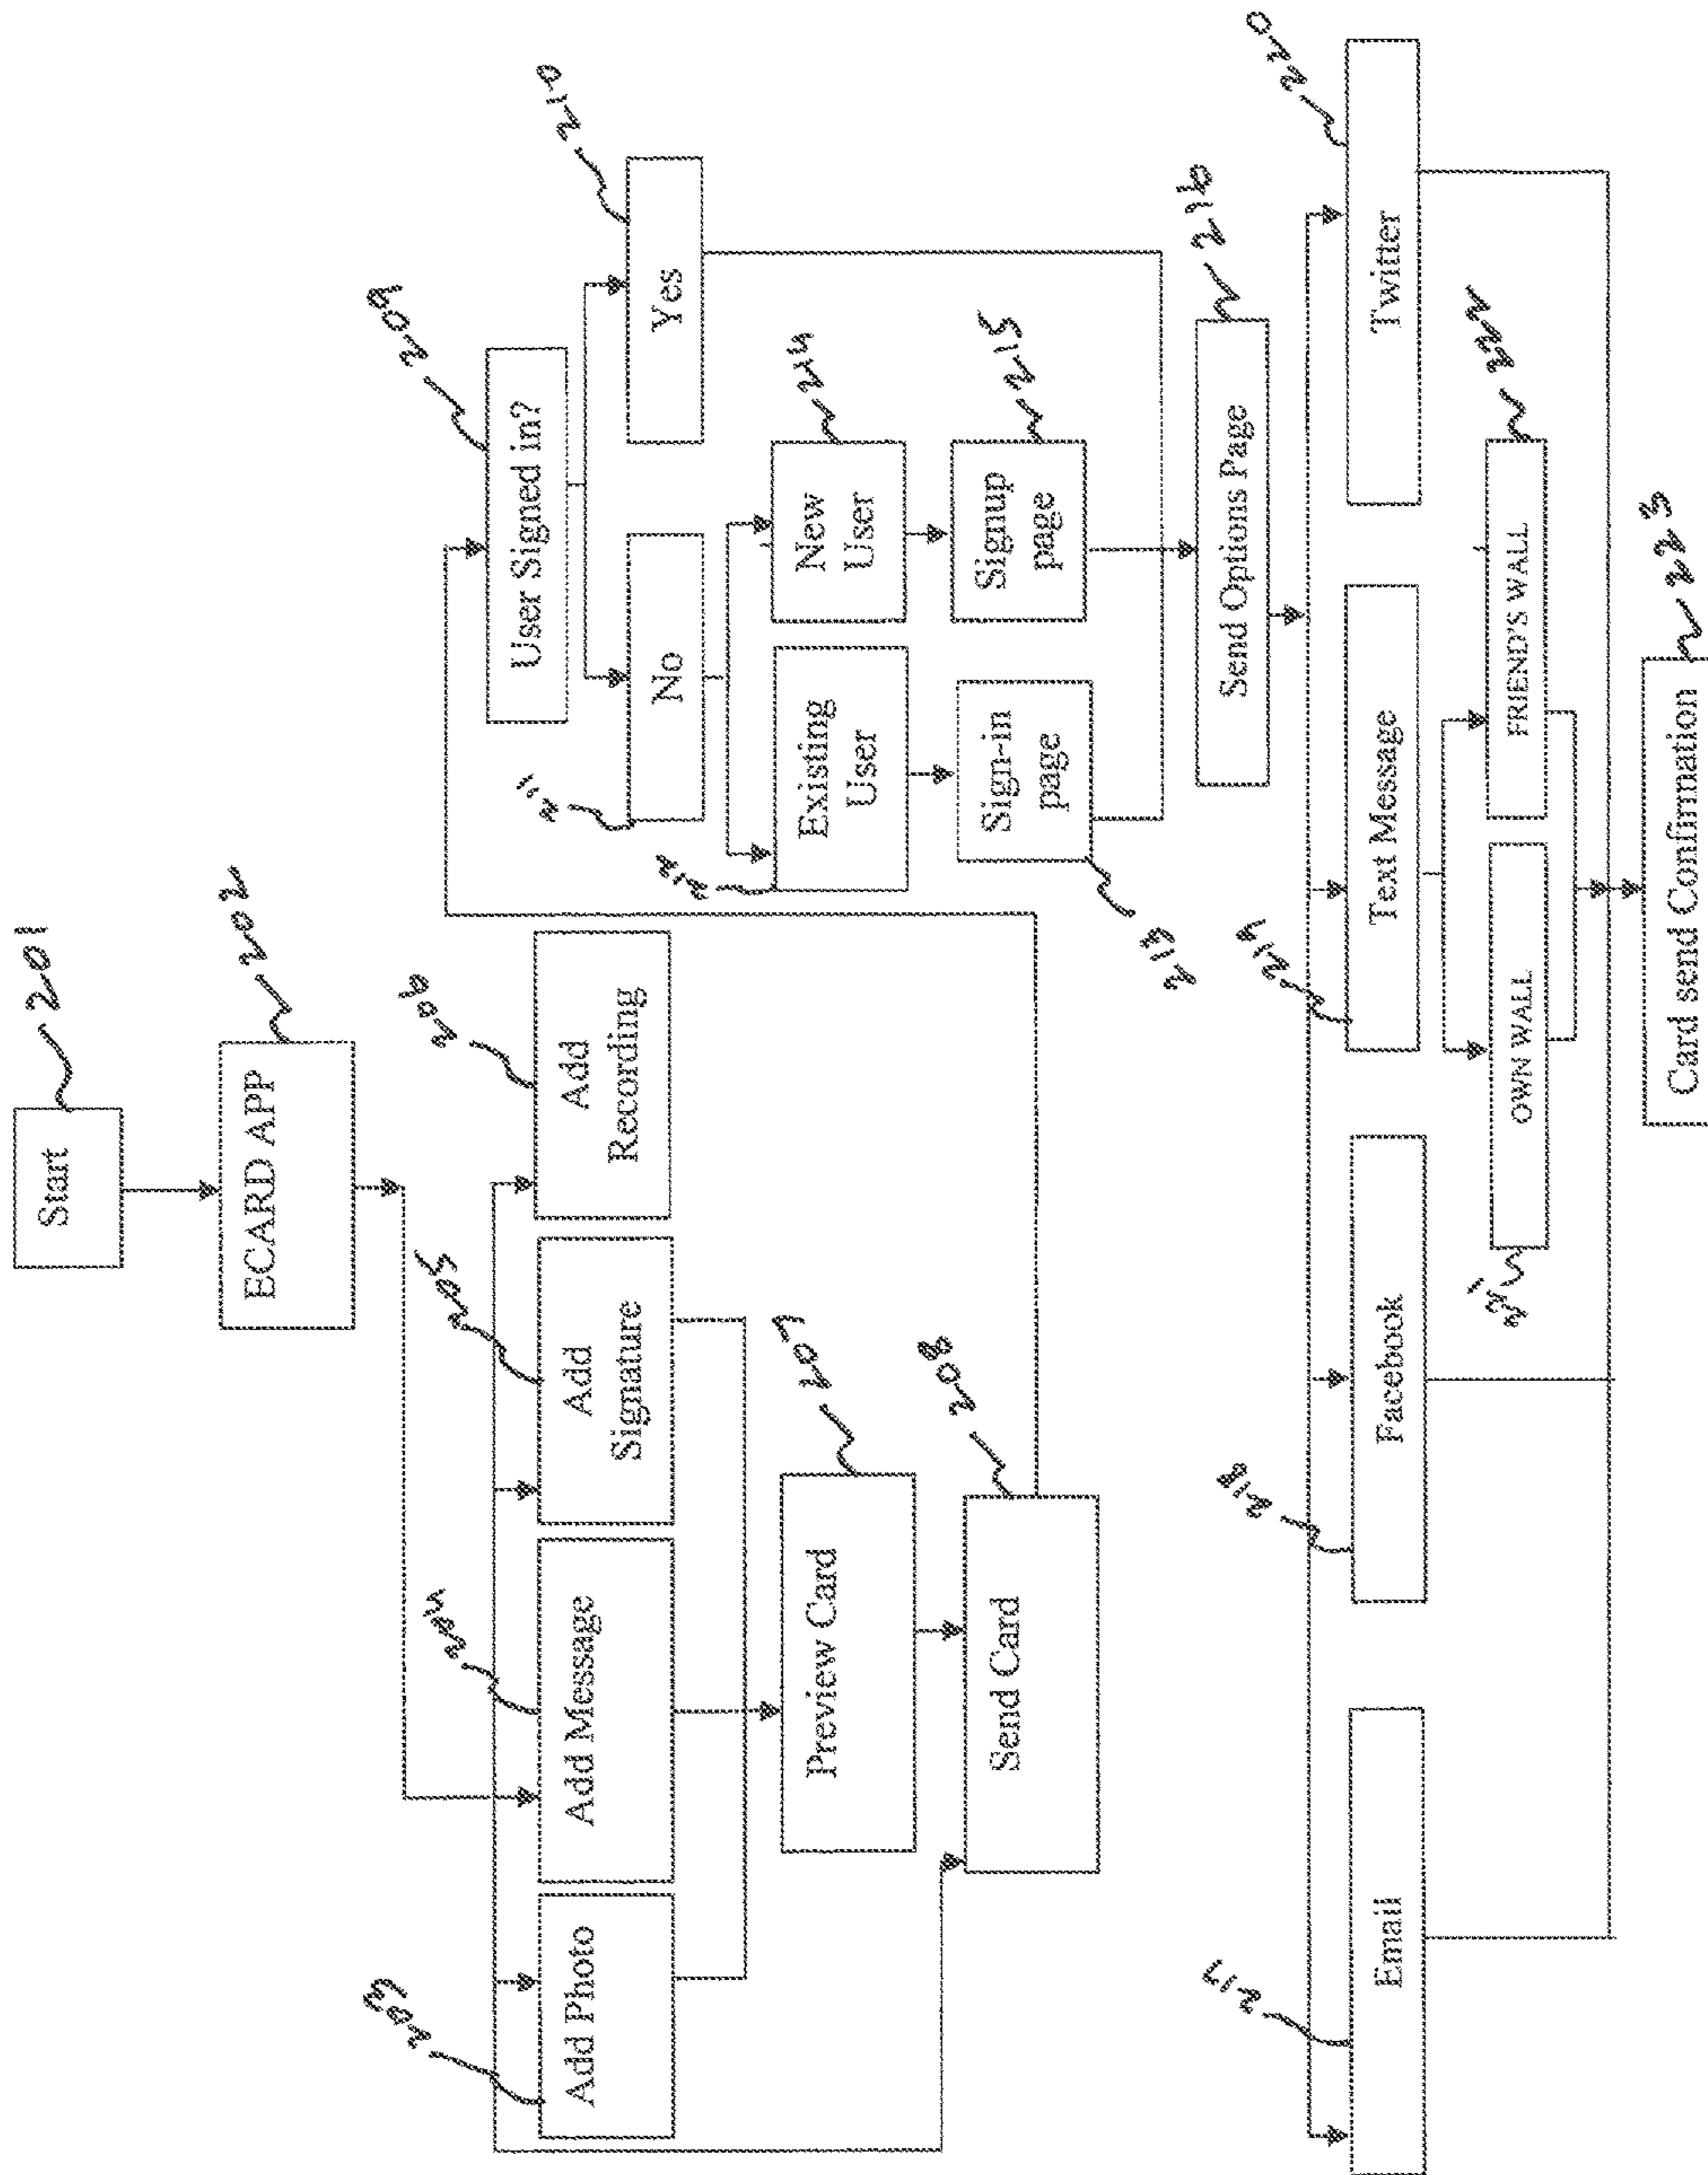 Start
201
ECARD APP
202
203
204
205
206
Add Photo
Add Message
Add
Signature
Add
Recording
Preview Card
207
Send Card
208
User Signed in?
209
211
No
Yes
210
212
Existing
User
New
User
214
Sign-in
page
Signup
page
215
213
Send Options Page
216
217
Email
218
Facebook
219
Text Message
Twitter
220
221
OWN WALL
FRIEND'S WALL
222
Card send Confirmation
223